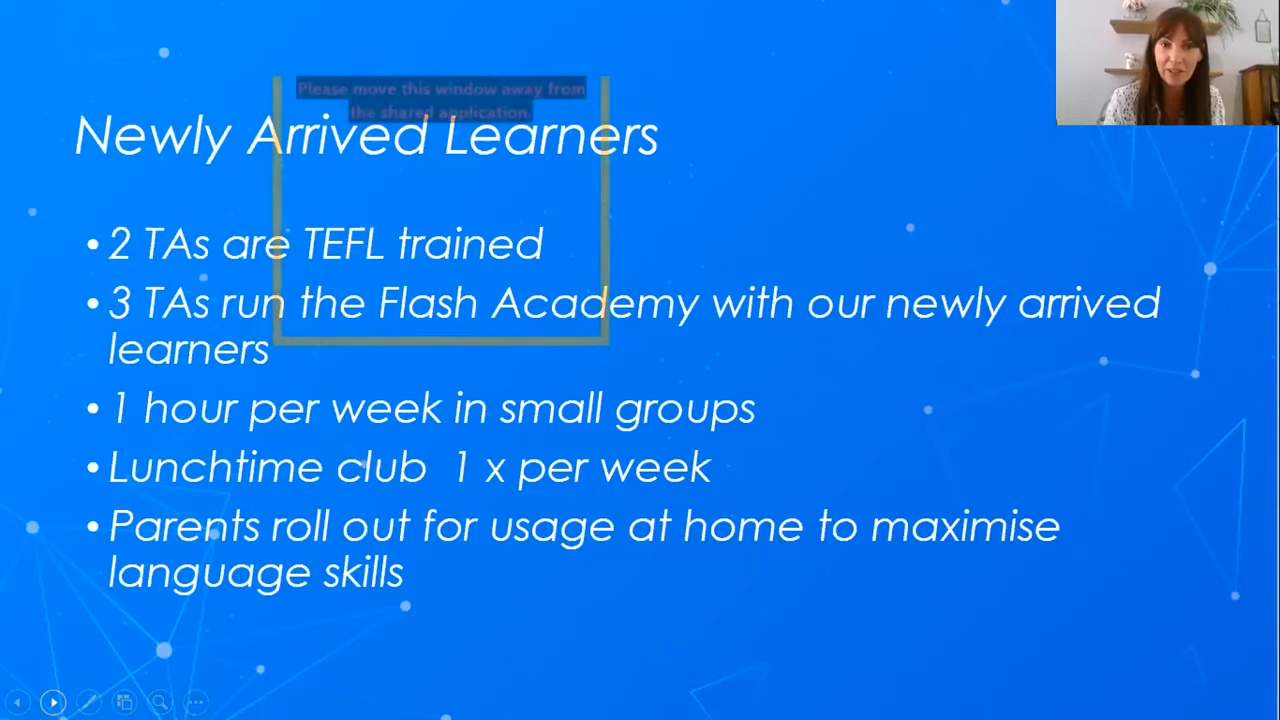 Please move this window away from
the shared application.
Newly Arrived Learners
• 2 TAs are TEFL trained
• 3 TAs run the Flash Academy with our newly arrived
learners
• 1 hour per week in small groups
• Lunchtime club 1 x per week
• Parents roll out for usage at home to maximise
language skills